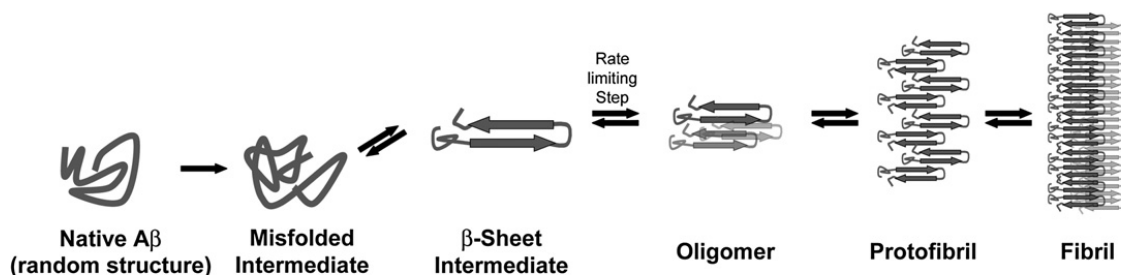 Rate
limiting
Step
Native Aβ
(random structure)
Misfolded
Intermediate
β-Sheet
Intermediate
Oligomer
Protofibril
Fibril